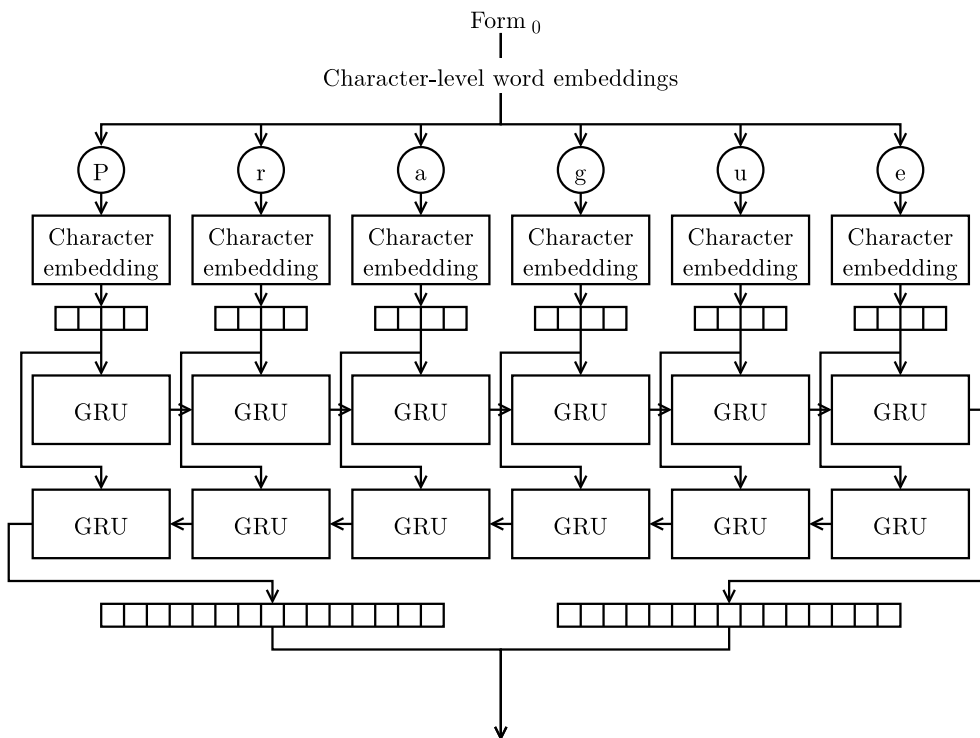 Form 0
Character-level word embeddings
P r a g u e
Character Character Character Character Character Character
embedding embedding embedding embedding embedding embedding
GRU GRU GRU GRU GRU GRU
GRU GRU GRU GRU GRU GRU